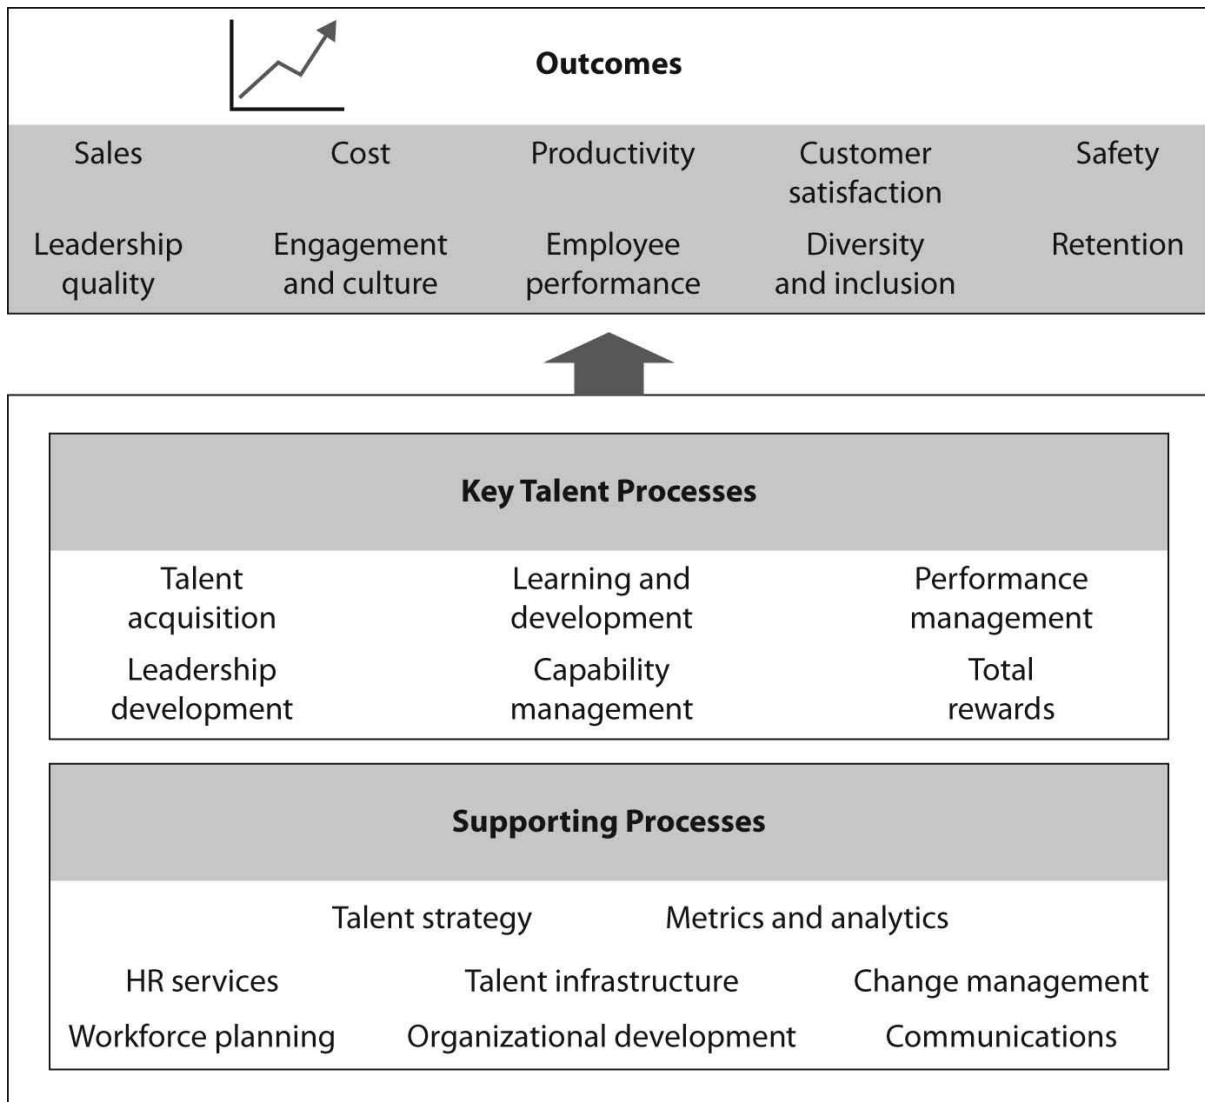 Outcomes
Sales Cost Productivity Customer satisfaction Safety
Leadership quality Engagement and culture Employee performance Diversity and inclusion Retention
Key Talent Processes
Talent acquisition Learning and development Performance management
Leadership development Capability management Total rewards
Supporting Processes
Talent strategy Metrics and analytics
HR services Talent infrastructure Change management
Workforce planning Organizational development Communications